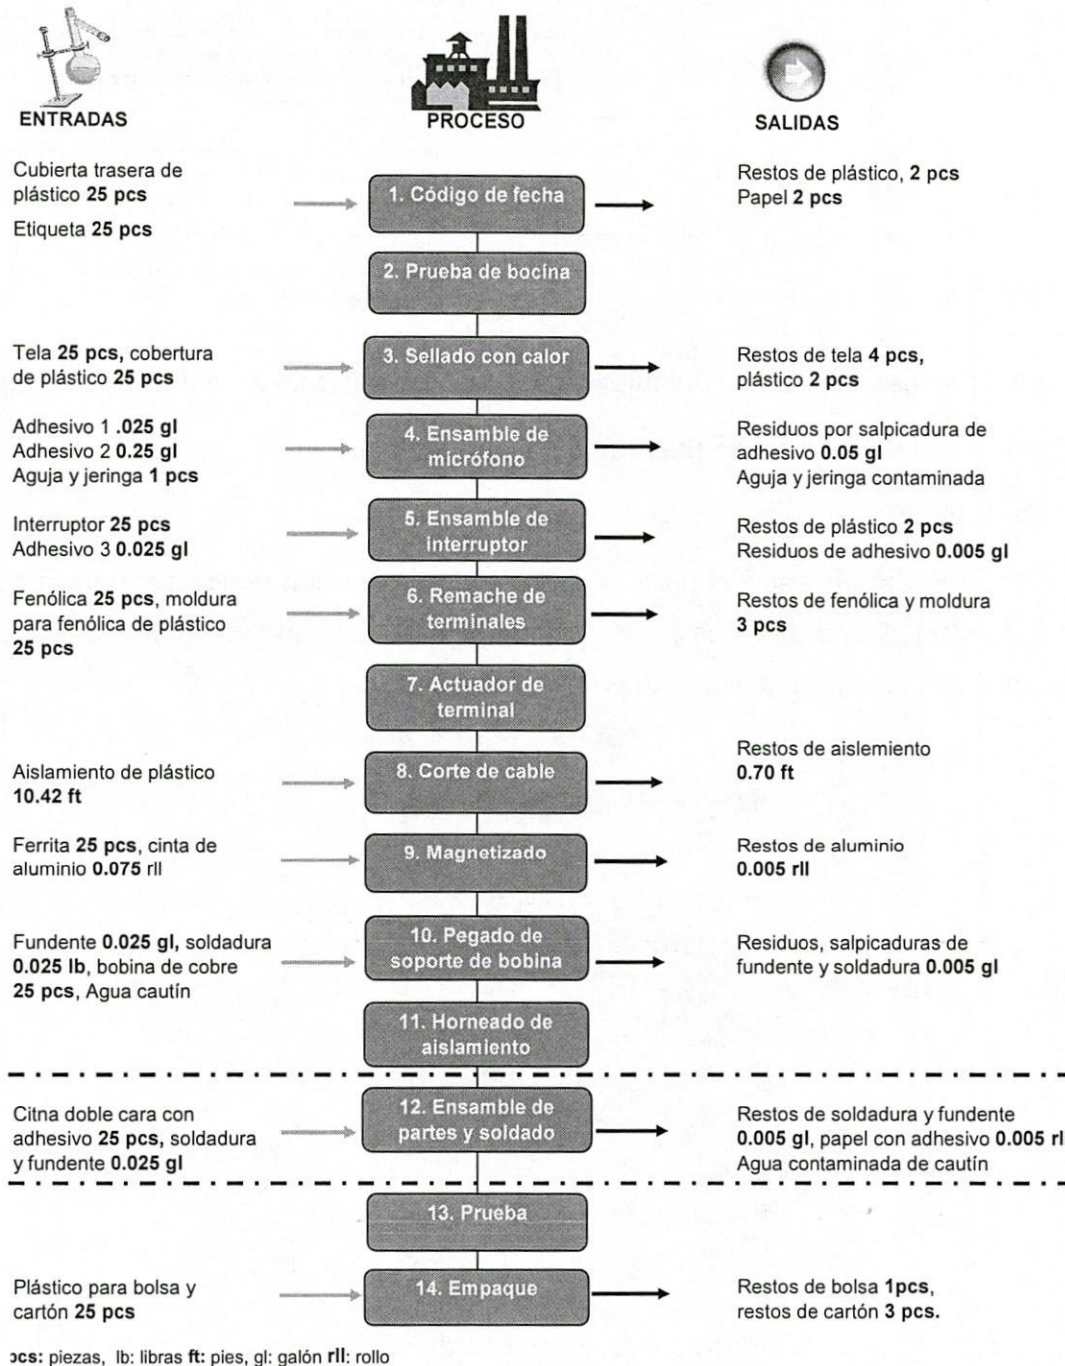 ENTRADAS
PROCESO
SALIDAS
Cubierta trasera de
plástico 25 pcs
Etiqueta 25 pcs
1. Código de fecha
Restos de plástico, 2 pcs
Papel 2 pcs
2. Prueba de bocina
Tela 25 pcs, cobertura
de plástico 25 pcs
3. Sellado con calor
Restos de tela 4 pcs,
plástico 2 pcs
Adhesivo 1 .025 gl
Adhesivo 2 0.25 gl
Aguja y jeringa 1 pcs
4. Ensamble de
micrófono
Residuos por salpicadura de
adhesivo 0.05 gl
Aguja y jeringa contaminada
Interruptor 25 pcs
Adhesivo 3 0.025 gl
5. Ensamble de
interruptor
Restos de plástico 2 pcs
Residuos de adhesivo 0.005 gl
Fenólica 25 pcs, moldura
para fenólica de plástico
25 pcs
6. Remache de
terminales
Restos de fenólica y moldura
3 pcs
7. Actuador de
terminal
Aislamiento de plástico
10.42 ft
8. Corte de cable
Restos de aislemiento
0.70 ft
Ferrita 25 pcs, cinta de
aluminio 0.075 rll
9. Magnetizado
Restos de aluminio
0.005 rll
Fundente 0.025 gl, soldadura
0.025 lb, bobina de cobre
25 pcs, Agua cautín
10. Pegado de
soporte de bobina
Residuos, salpicaduras de
fundente y soldadura 0.005 gl
11. Horneado de
aislamiento
Citna doble cara con
adhesivo 25 pcs, soldadura
y fundente 0.025 gl
12. Ensamble de
partes y soldado
Restos de soldadura y fundente
0.005 gl, papel con adhesivo 0.005 rl
Agua contaminada de cautín
13. Prueba
Plástico para bolsa y
cartón 25 pcs
14. Empaque
Restos de bolsa 1pcs,
restos de cartón 3 pcs.
pcs: piezas, lb: libras ft: pies, gl: galón rll: rollo